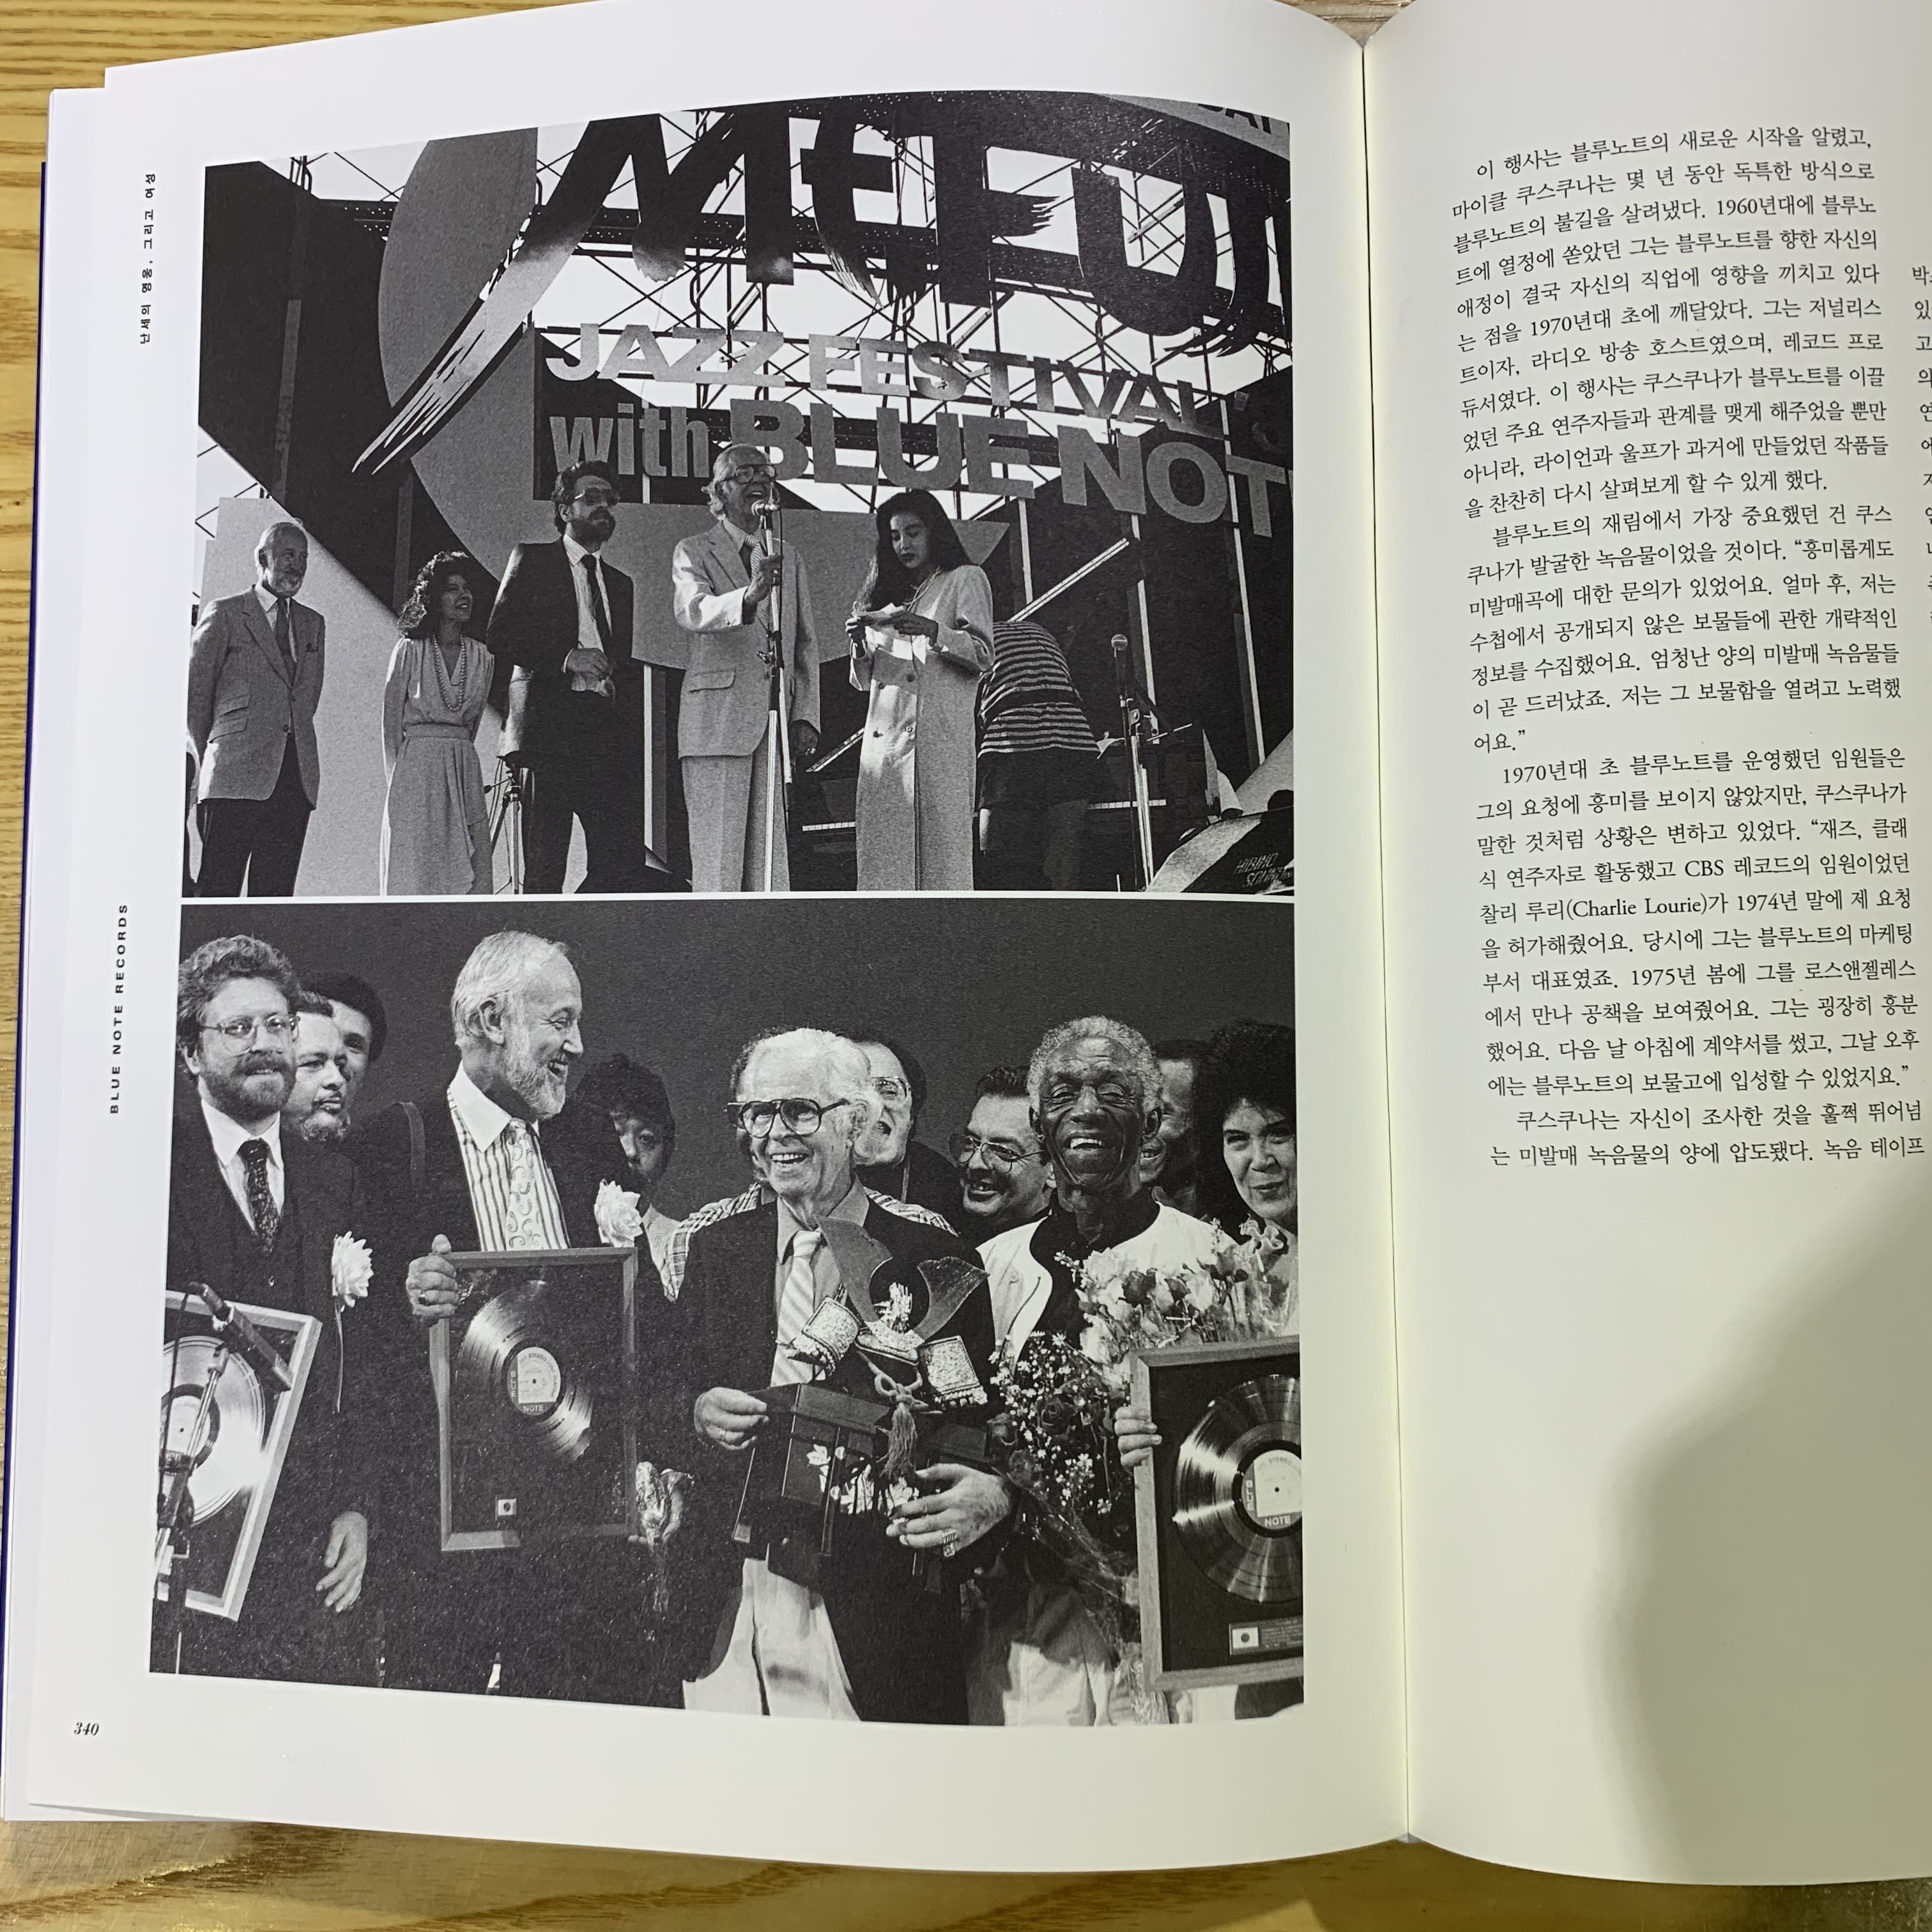 난세의 영웅, 그리고 여성
BLUE NOTE RECORDS
Mt. FUJI
JAZZ FESTIVAL
with BLUE NOT
HIBINO
STEREO
BLUE
NOTE
STEREO
BLUE
NOTE
340
이 행사는 블루노트의 새로운 시작을 알렸고,
마이클 쿠스쿠나는 몇 년 동안 독특한 방식으로
블루노트의 불길을 살려냈다. 1960년대에 블루노
트에 열정에 쏟았던 그는 블루노트를 향한 자신의
애정이 결국 자신의 직업에 영향을 끼치고 있다
는 점을 1970년대 초에 깨달았다. 그는 저널리스
트이자, 라디오 방송 호스트였으며, 레코드 프로
듀서였다. 이 행사는 쿠스쿠나가 블루노트를 이끌
었던 주요 연주자들과 관계를 맺게 해주었을 뿐만
아니라, 라이언과 울프가 과거에 만들었던 작품들
을 찬찬히 다시 살펴보게 할 수 있게 했다.
블루노트의 재림에서 가장 중요했던 건 쿠스
쿠나가 발굴한 녹음물이었을 것이다. “흥미롭게도
미발매곡에 대한 문의가 있었어요. 얼마 후, 저는
수첩에서 공개되지 않은 보물들에 관한 개략적인
정보를 수집했어요. 엄청난 양의 미발매 녹음물들
이 곧 드러났죠. 저는 그 보물함을 열려고 노력했
어요.”
1970년대 초 블루노트를 운영했던 임원들은
그의 요청에 흥미를 보이지 않았지만, 쿠스쿠나가
말한 것처럼 상황은 변하고 있었다. “재즈, 클래
식 연주자로 활동했고 CBS 레코드의 임원이었던
찰리 루리(Charlie Lourie)가 1974년 말에 제 요청
을 허가해줬어요. 당시에 그는 블루노트의 마케팅
부서 대표였죠. 1975년 봄에 그를 로스앤젤레스
에서 만나 공책을 보여줬어요. 그는 굉장히 흥분
했어요. 다음 날 아침에 계약서를 썼고, 그날 오후
에는 블루노트의 보물고에 입성할 수 있었지요.”
쿠스쿠나는 자신이 조사한 것을 훌쩍 뛰어넘
는 미발매 녹음물의 양에 압도됐다. 녹음 테이프